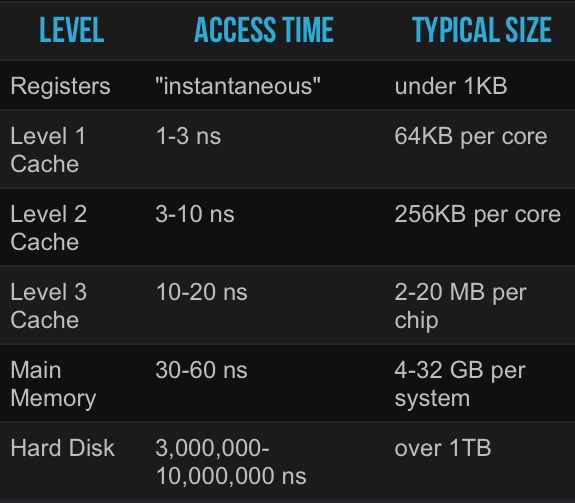 LEVEL ACCESS TIME TYPICAL SIZE
Registers "instantaneous" under 1KB
Level 1 Cache 1-3 ns 64KB per core
Level 2 Cache 3-10 ns 256KB per core
Level 3 Cache 10-20 ns 2-20 MB per chip
Main Memory 30-60 ns 4-32 GB per system
Hard Disk 3,000,000-10,000,000 ns over 1TB